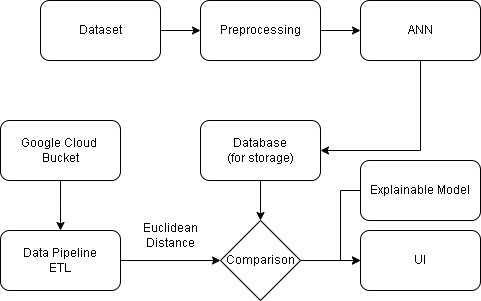 Dataset
Preprocessing
ANN
Google Cloud
Bucket
Database
(for storage)
Explainable Model
Euclidean
Distance
Data Pipeline
ETL
Comparison
UI